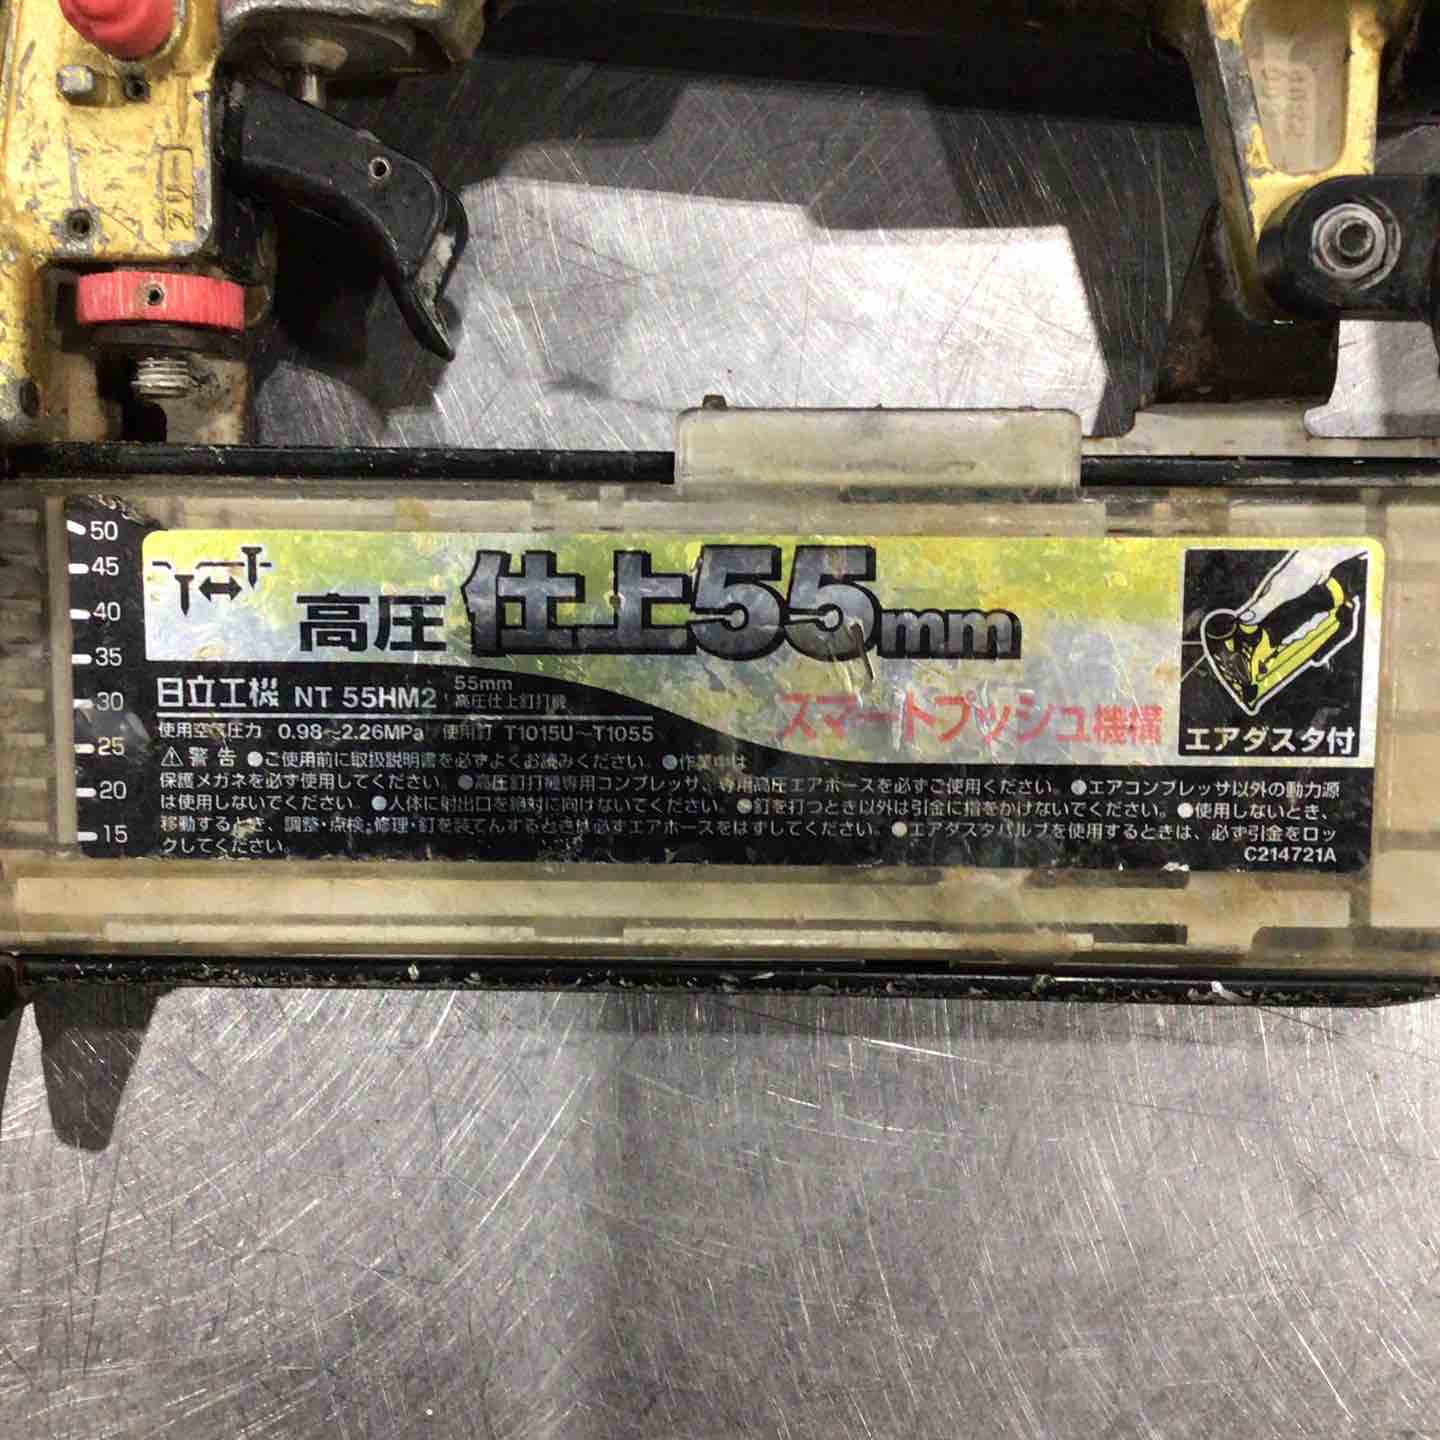 50
45
40
35
30
25
20
15
高圧 仕上55mm
日立工機 NT 55HM2 55mm 高圧仕上釘打機
スマートプッシュ機構
エアダスタ付
使用空気圧力 0.98~2.26MPa 使用釘 T1015U~T1055
警告 ●ご使用前に取扱説明書を必ずよくお読みください。●作業中は
保護メガネを必ず使用してください。●高圧釘打機専用コンプレッサ、専用高圧エアホースを必ずご使用ください。●エアコンプレッサ以外の動力源
は使用しないでください。●人体に射出口を絶対に向けないでください。●釘を打つとき以外は引金に指をかけないでください。●使用しないとき、
移動するとき、調整・点検・修理・釘を装てんするときは必ずエアホースをはずしてください。●エアダスタバルブを使用するときは、必ず引金をロッ
クしてください。
C214721A